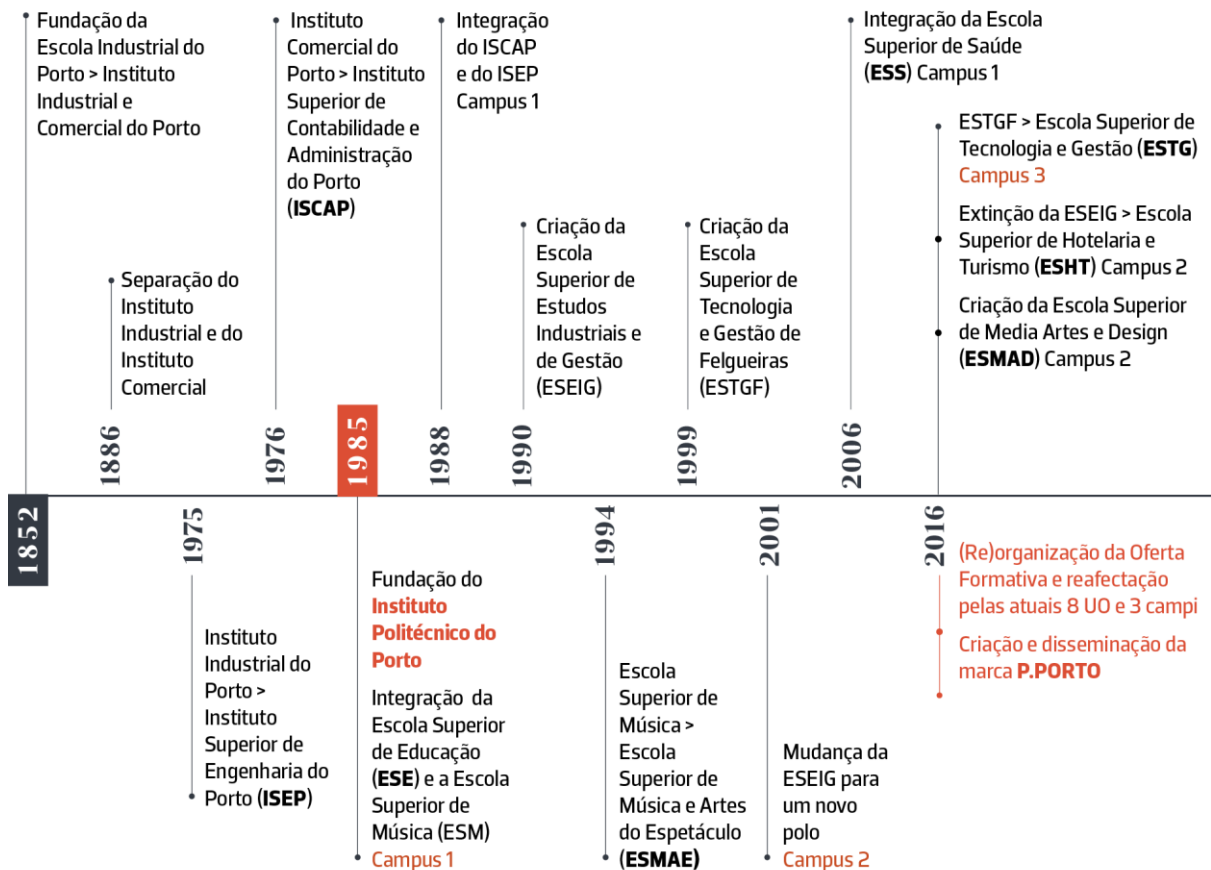 Fundação da
Escola Industrial do
Porto > Instituto
Industrial e
Comercial do Porto
1852
Separação do
Instituto
Industrial e do
Instituto
Comercial
1886
1975
Instituto
Industrial do
Porto >
Instituto
Superior de
Engenharia do
Porto (ISEP)
Instituto
Comercial do
Porto > Instituto
Superior de
Contabilidade e
Administração
do Porto
(ISCAP)
1976
1985
Fundação do
Instituto
Politécnico do
Porto
Integração da
Escola Superior
de Educação
(ESE) e a Escola
Superior de
Música (ESM)
Campus 1
Integração
do ISCAP
e do ISEP
Campus 1
1988
Criação da
Escola
Superior de
Estudos
Industriais e
de Gestão
(ESEIG)
1990
1994
Escola
Superior de
Música >
Escola
Superior de
Música e Artes
do Espetáculo
(ESMAE)
Criação da
Escola
Superior de
Tecnologia
e Gestão de
Felgueiras
(ESTGF)
1999
2001
Mudança da
ESEIG para
um novo
polo
Campus 2
Integração da Escola
Superior de Saúde
(ESS) Campus 1
2006
ESTGF > Escola Superior de
Tecnologia e Gestão (ESTG)
Campus 3
Extinção da ESEIG > Escola
Superior de Hotelaria e
Turismo (ESHT) Campus 2
Criação da Escola Superior
de Media Artes e Design
(ESMAD) Campus 2
2016
(Re)organização da Oferta
Formativa e reafectação
pelas atuais 8 UO e 3 campi
Criação e disseminação da
marca P.PORTO